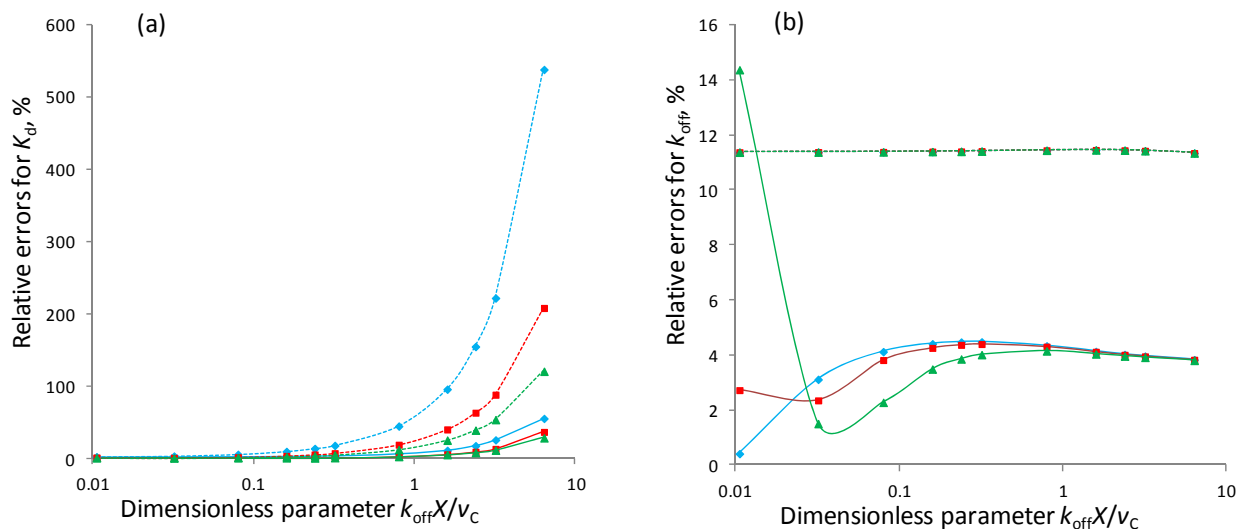 (a)
Relative errors for Kd, %
600
500
400
300
200
100
0
0.01 0.1 1 10
Dimensionless parameter koffX/vC
(b)
Relative errors for koff, %
16
14
12
10
8
6
4
2
0
0.01 0.1 1 10
Dimensionless parameter koffX/vC